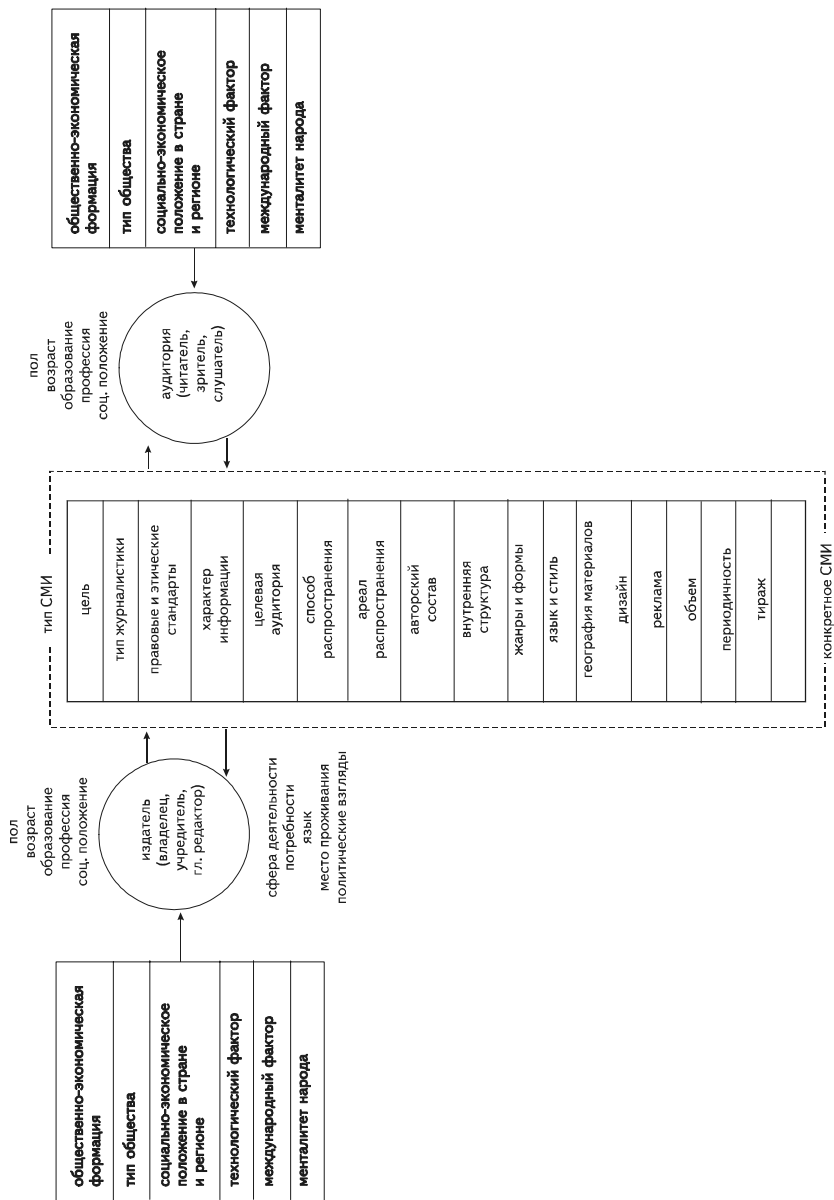 общественно-экономическая
формация
тип общества
социально-экономическое
положение в стране
и регионе
технологический фактор
международный фактор
менталитет народа
пол
возраст
образование
профессия
соц. положение
издатель
(владелец,
учредитель,
гл. редактор)
сфера деятельности
потребности
язык
место проживания
политические взгляды
тип СМИ
цель
тип журналистики
правовые и этические
стандарты
характер
информации
целевая
аудитория
способ
распространения
ареал
распространения
авторский
состав
внутренняя
структура
жанры и формы
язык и стиль
география материалов
дизайн
реклама
объем
периодичность
тираж
конкретное СМИ
пол
возраст
образование
профессия
соц. положение
аудитория
(читатель,
зритель,
слушатель)
общественно-экономическая
формация
тип общества
социально-экономическое
положение в стране
и регионе
технологический фактор
международный фактор
менталитет народа